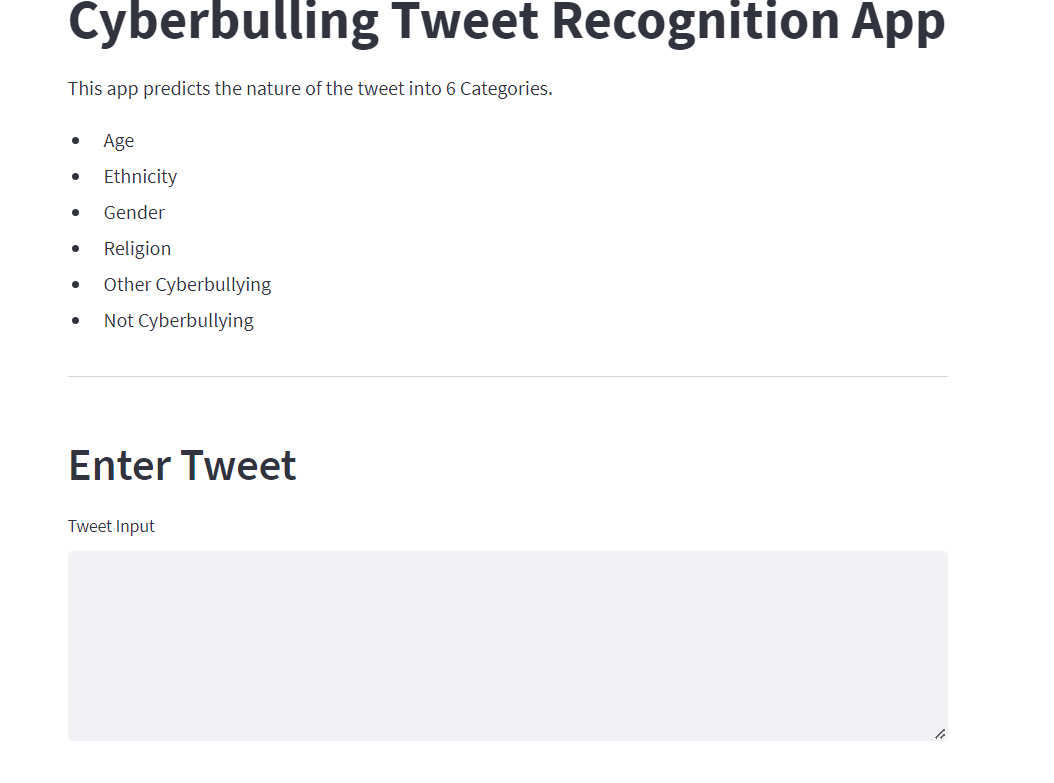 Cyberbulling Tweet Recognition App
This app predicts the nature of the tweet into 6 Categories.
Age
Ethnicity
Gender
Religion
Other Cyberbullying
Not Cyberbullying
Enter Tweet
Tweet Input